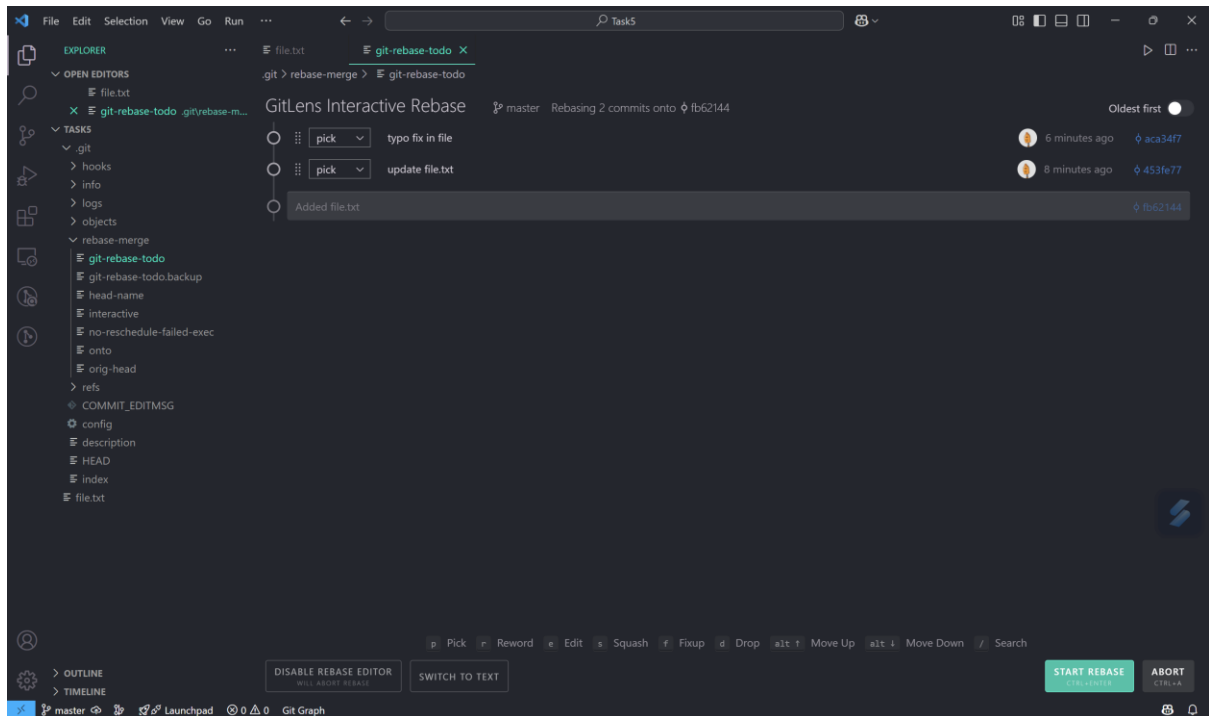 File Edit Selection View Go Run ··· Task5
EXPLORER ···
OPEN EDITORS
file.txt
git-rebase-todo .git\rebase-m...
TASK5
.git
hooks
info
logs
objects
rebase-merge
git-rebase-todo
git-rebase-todo.backup
head-name
interactive
no-reschedule-failed-exec
onto
orig-head
refs
COMMIT_EDITMSG
config
description
HEAD
index
file.txt
OUTLINE
TIMELINE
file.txt git-rebase-todo
.git > rebase-merge > git-rebase-todo
GitLens Interactive Rebase master Rebasing 2 commits onto fb62144 Oldest first
pick typo fix in file 6 minutes ago aca34f7
pick update file.txt 8 minutes ago 453fe77
Added file.txt fb62144
p Pick r Reword e Edit s Squash f Fixup d Drop alt ↑ Move Up alt ↓ Move Down / Search
DISABLE REBASE EDITOR
WILL ABORT REBASE
SWITCH TO TEXT
START REBASE
CTRL+ENTER
ABORT
CTRL+A
master Launchpad 0 0 Git Graph